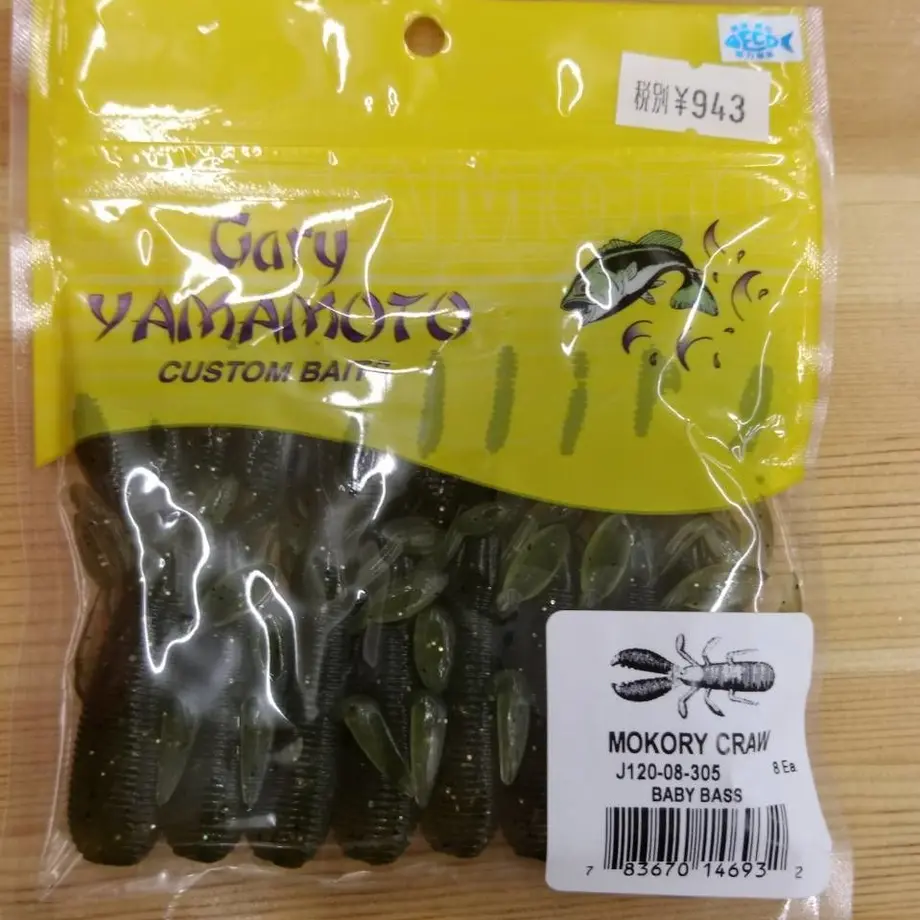 税別¥943
FCD
Gary
YAMAMOTO
CUSTOM BAITS
MOKORY CRAW
J120-08-305
8 Ea.
BABY BASS
7 83670 14693 2